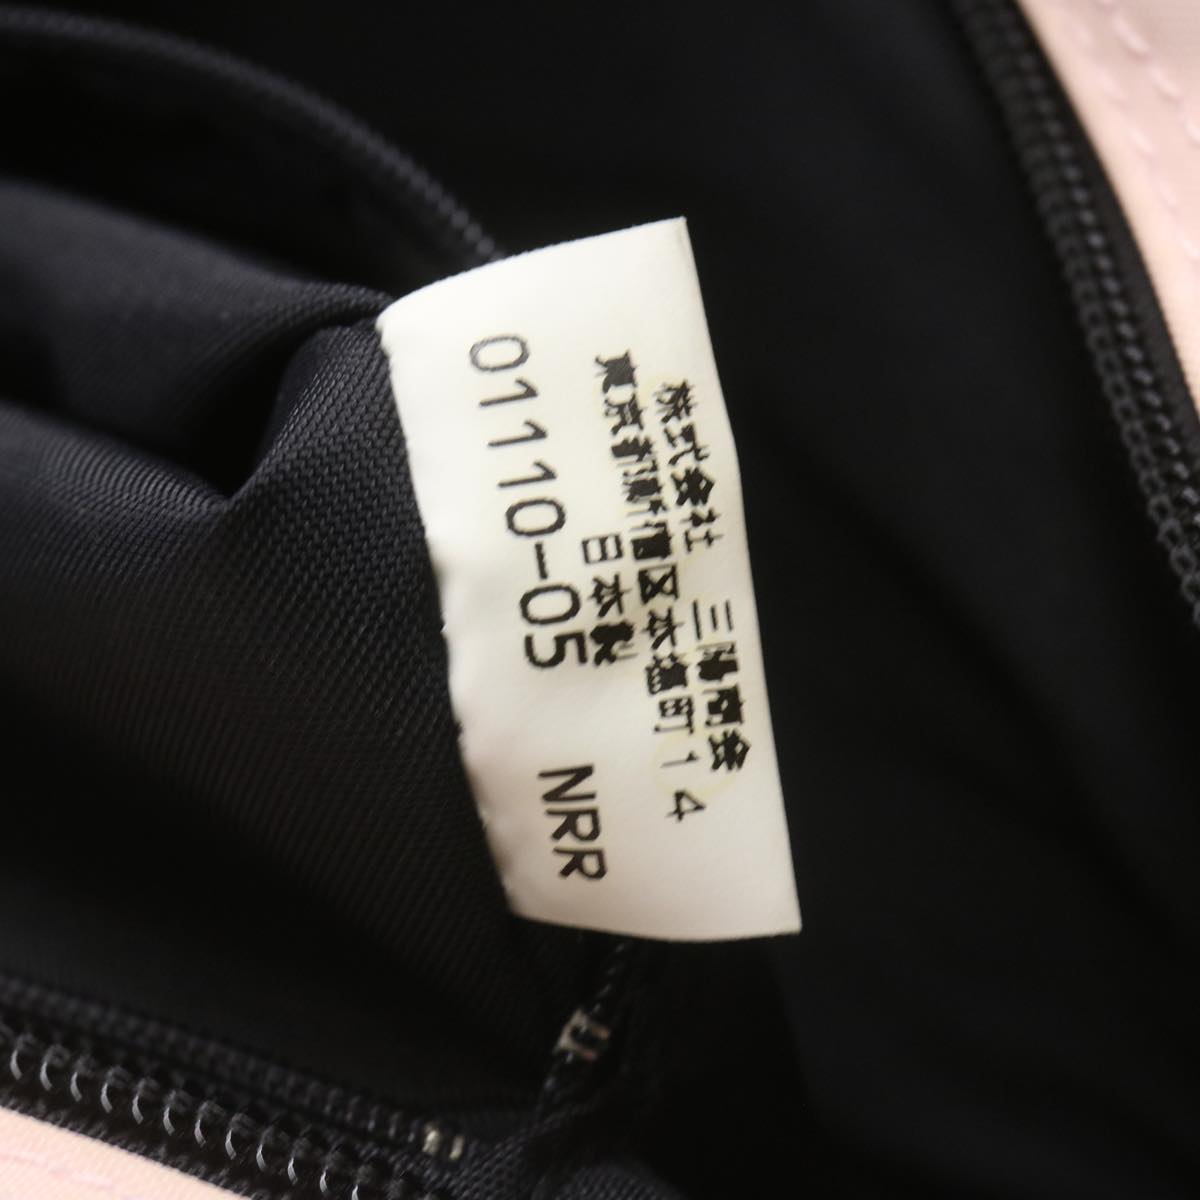 株式会社 三陽商会
東京都新宿区本塩町14
日本製
01110-05 NRR